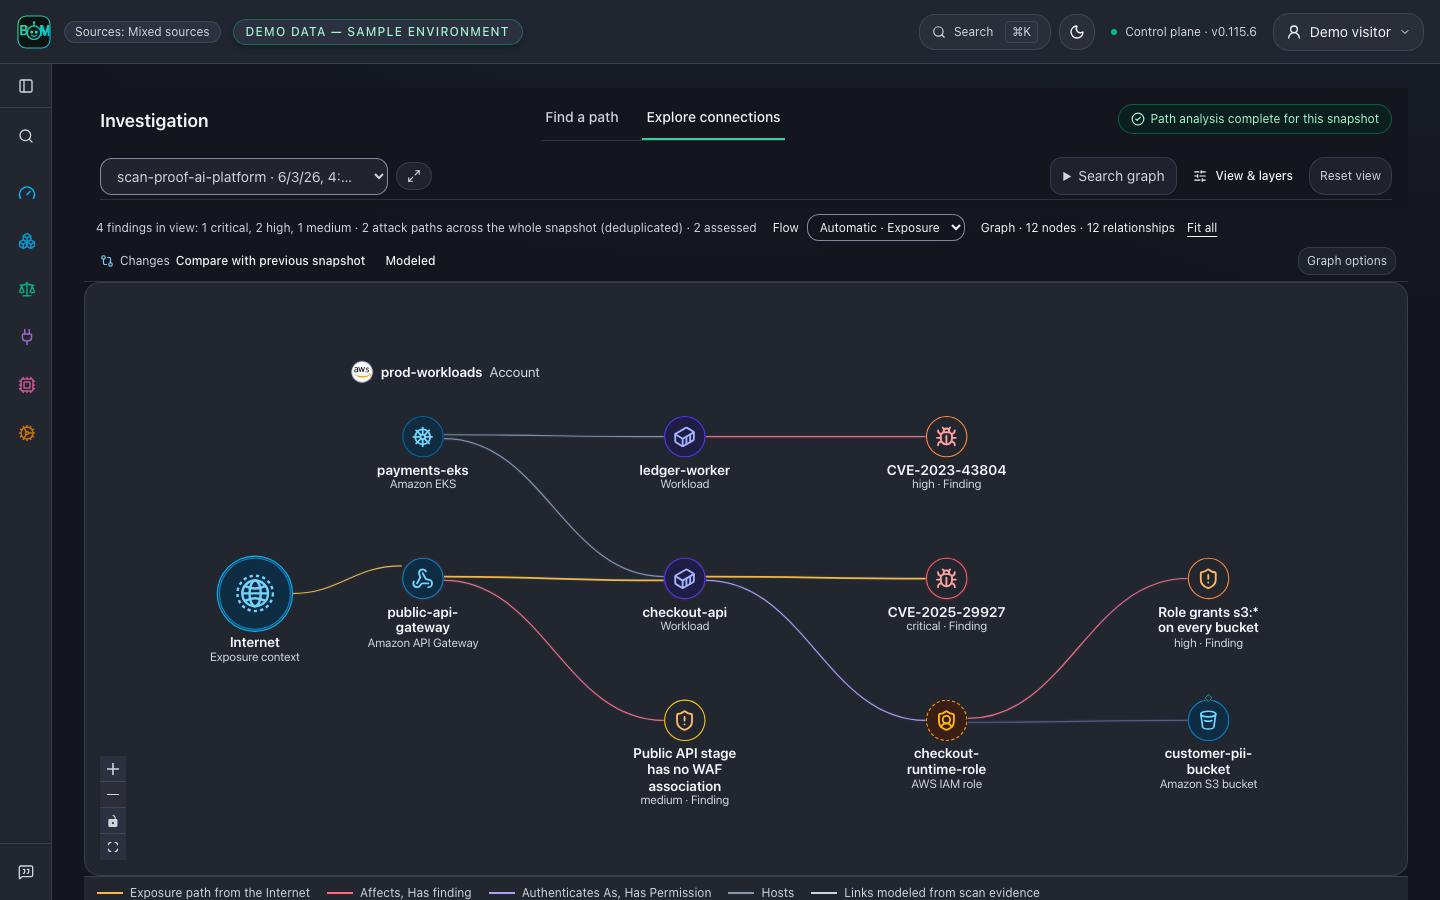 BOM
Sources: Mixed sources
DEMO DATA — SAMPLE ENVIRONMENT
Search ⌘K
Control plane · v0.115.6
Demo visitor
Investigation
Find a path
Explore connections
Path analysis complete for this snapshot
scan-proof-ai-platform · 6/3/26, 4:...
Search graph
View & layers
Reset view
4 findings in view: 1 critical, 2 high, 1 medium · 2 attack paths across the whole snapshot (deduplicated) · 2 assessed
Flow
Automatic · Exposure
Graph · 12 nodes · 12 relationships
Fit all
Changes
Compare with previous snapshot
Modeled
Graph options
aws
prod-workloads Account
payments-eks
Amazon EKS
ledger-worker
Workload
CVE-2023-43804
high · Finding
Internet
Exposure context
public-api-
gateway
Amazon API Gateway
checkout-api
Workload
CVE-2025-29927
critical · Finding
Role grants s3:*
on every bucket
high · Finding
Public API stage
has no WAF
association
medium · Finding
checkout-
runtime-role
AWS IAM role
customer-pii-
bucket
Amazon S3 bucket
Exposure path from the Internet
Affects, Has finding
Authenticates As, Has Permission
Hosts
Links modeled from scan evidence